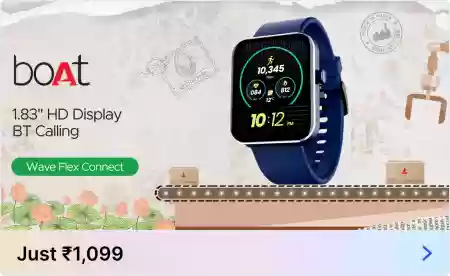 boAt
1.83" HD Display
BT Calling
Wave Flex Connect
10,345
084
812
12°
10:12
Just ₹1,099